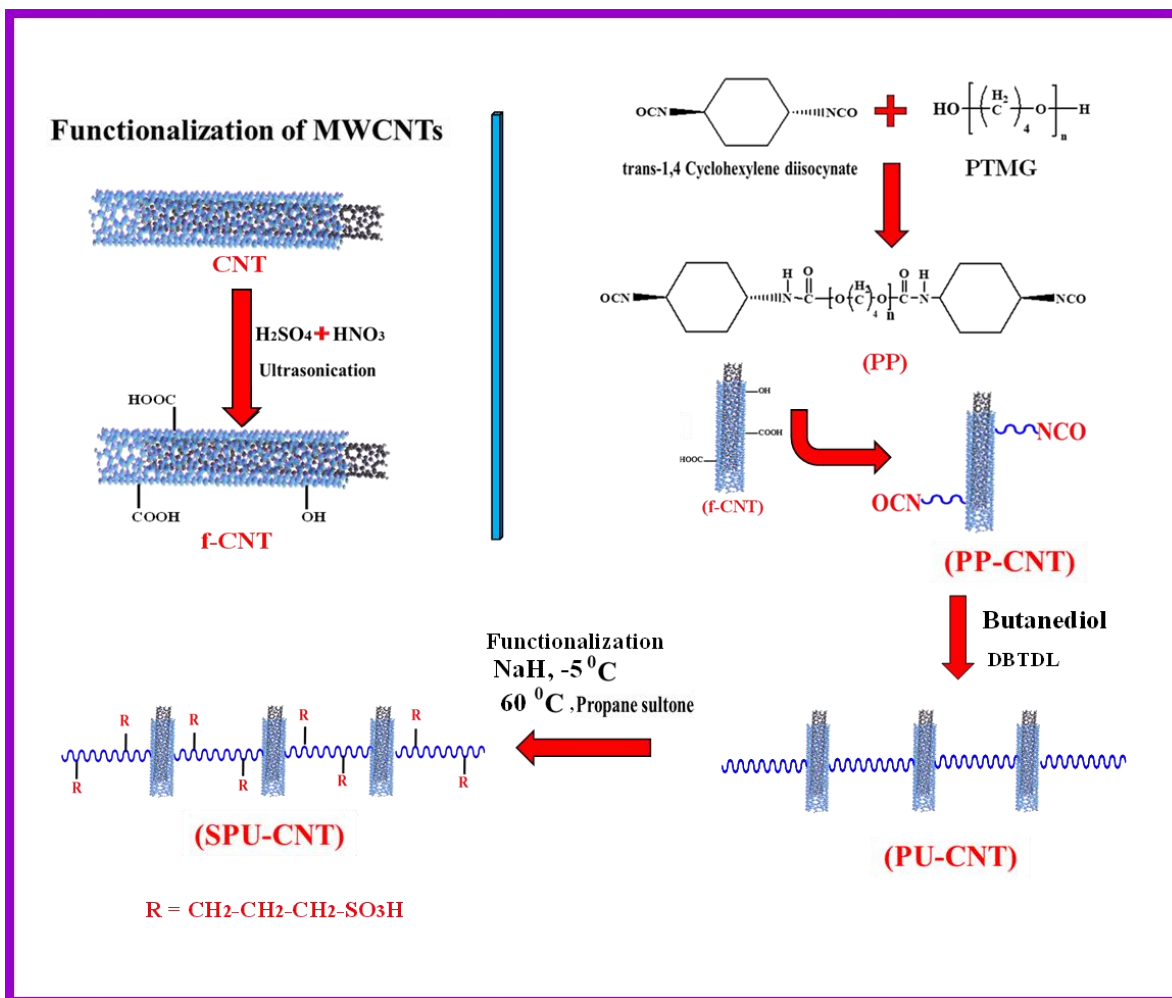 Functionalization of MWCNTs
CNT
H2SO4+HNO3
Ultrasonication
HOOC
COOH
OH
f-CNT
OCN
NCO
trans-1,4 Cyclohexylene diisocynate
+
HO
H2
C
4
O
n
H
PTMG
OCN
H
N
O
C
O
H2
C
4
O
n
O
C
H
N
NCO
(PP)
OH
COOH
HOOC
(f-CNT)
NCO
OCN
(PP-CNT)
Butanediol
DBTDL
(PU-CNT)
Functionalization
NaH, -5 0C
60 0C ,Propane sultone
R R R R
R R R R
(SPU-CNT)
R = CH2-CH2-CH2-SO3H